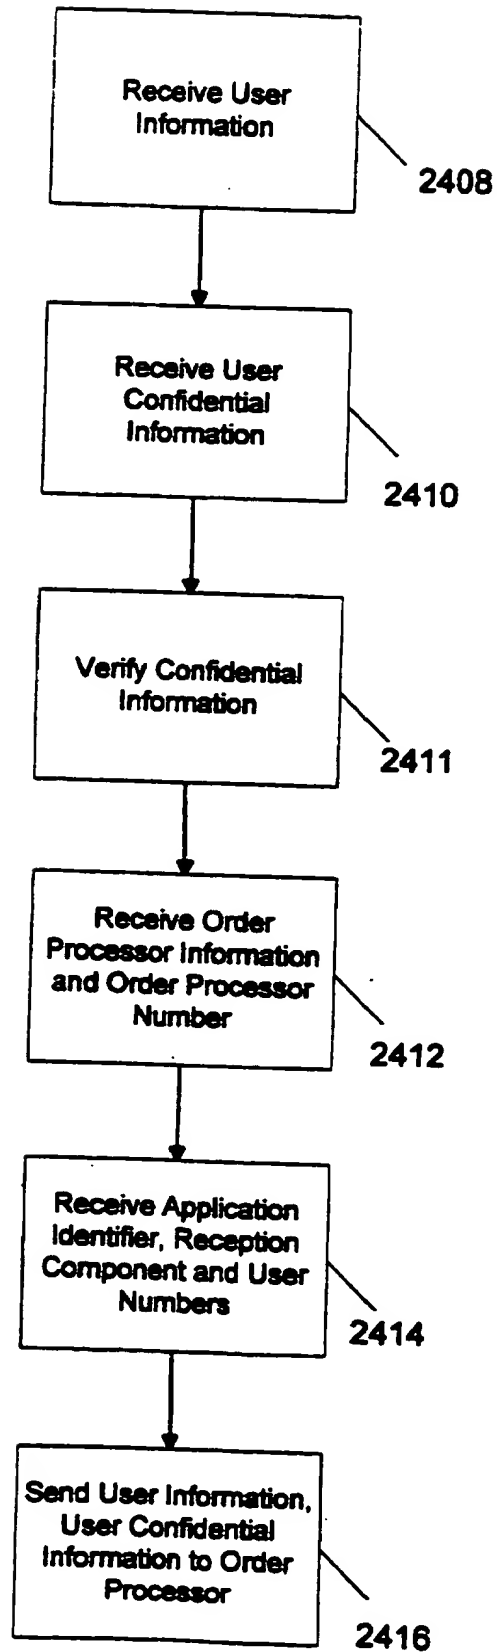 Receive User
Information
2408
Receive User
Confidential
Information
2410
Verify Confidential
Information
2411
Receive Order
Processor Information
and Order Processor
Number
2412
Receive Application
Identifier, Reception
Component and User
Numbers
2414
Send User Information,
User Confidential
Information to Order
Processor
2416